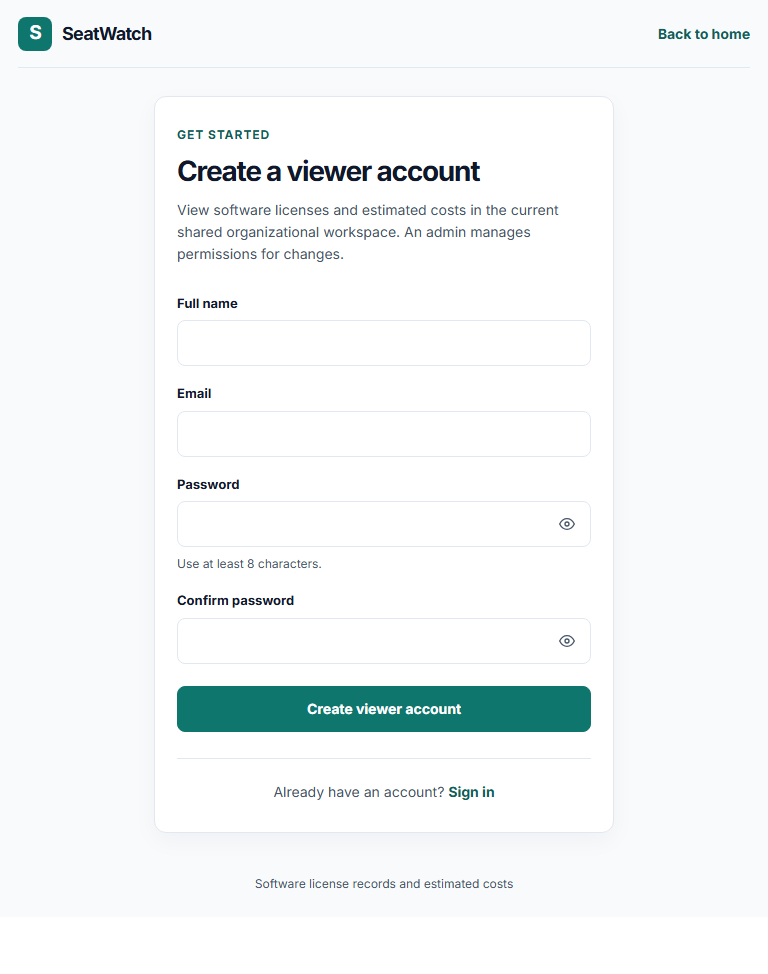 S SeatWatch
Back to home
GET STARTED
Create a viewer account
View software licenses and estimated costs in the current
shared organizational workspace. An admin manages
permissions for changes.
Full name
Email
Password
Use at least 8 characters.
Confirm password
Create viewer account
Already have an account? Sign in
Software license records and estimated costs